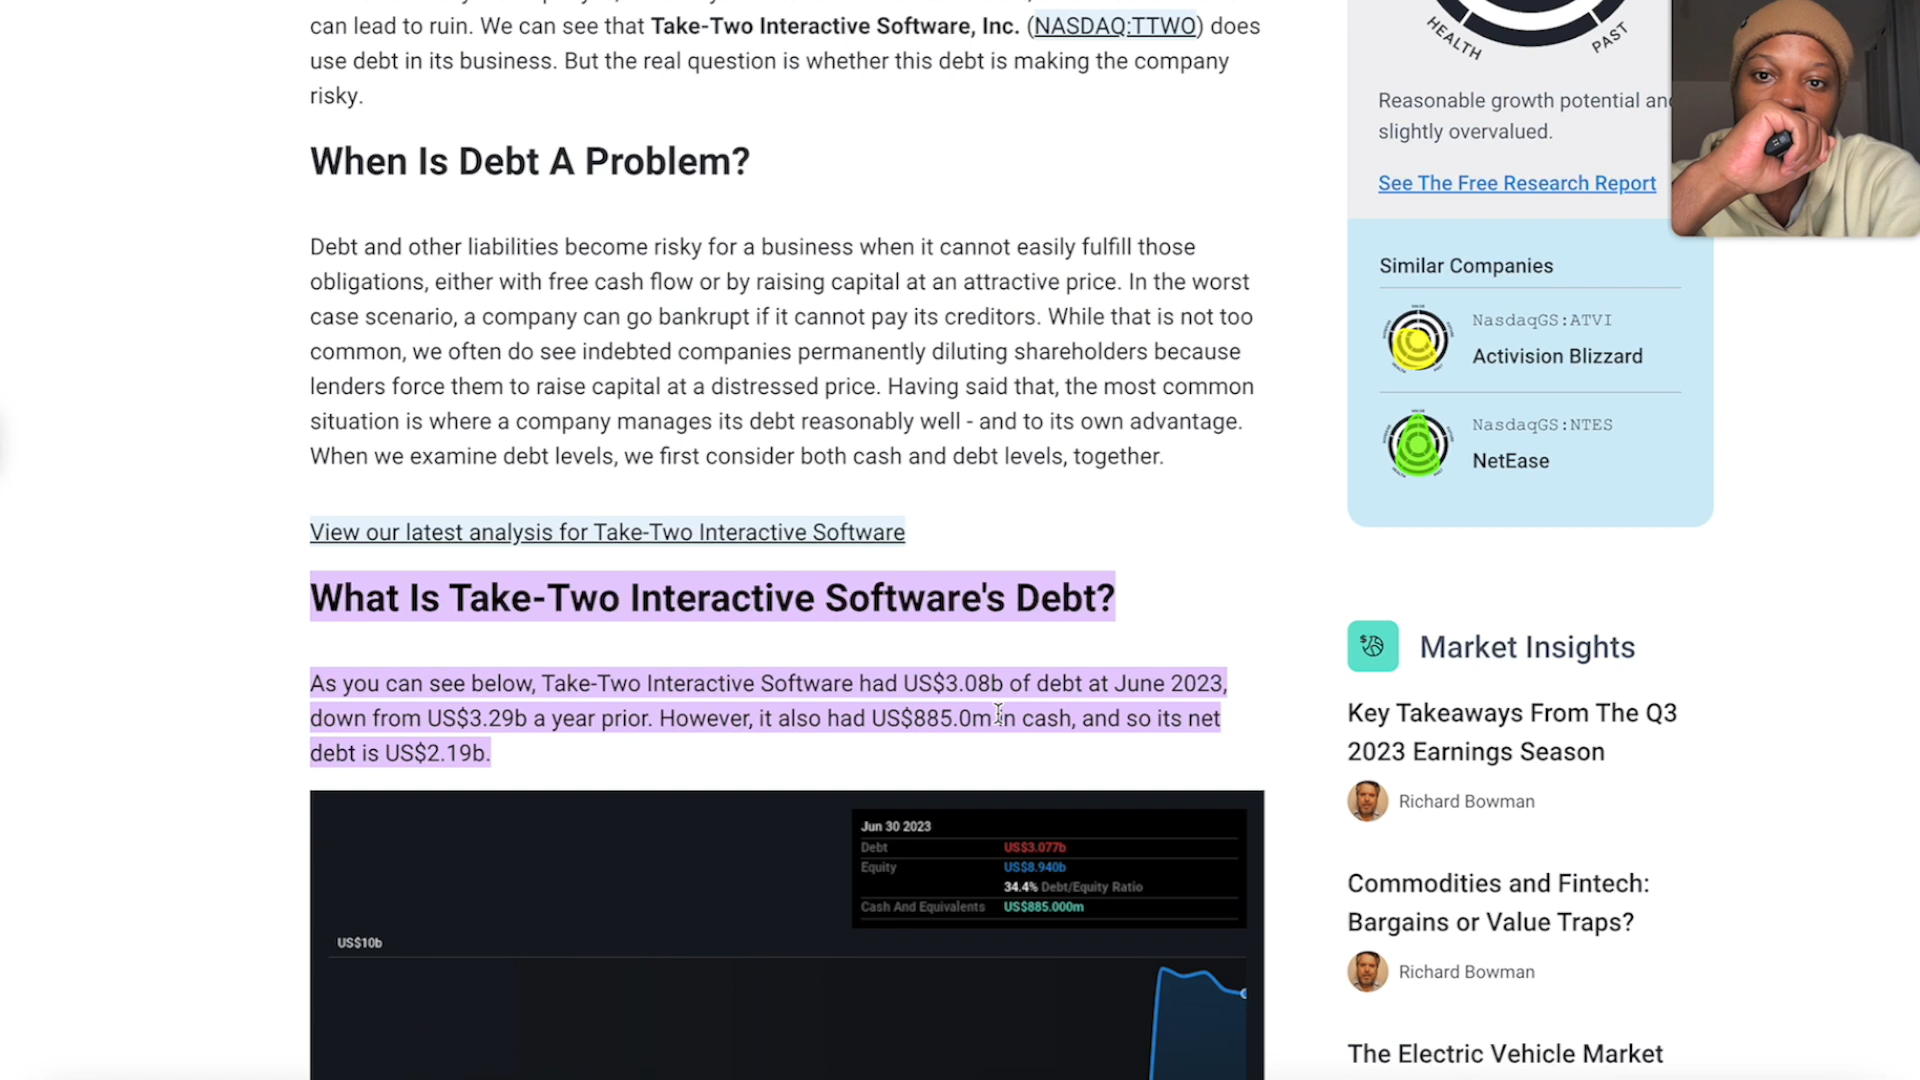 can lead to ruin. We can see that Take-Two Interactive Software, Inc. (NASDAQ:TTWO) does
use debt in its business. But the real question is whether this debt is making the company
risky.
When Is Debt A Problem?
Debt and other liabilities become risky for a business when it cannot easily fulfill those
obligations, either with free cash flow or by raising capital at an attractive price. In the worst
case scenario, a company can go bankrupt if it cannot pay its creditors. While that is not too
common, we often do see indebted companies permanently diluting shareholders because
lenders force them to raise capital at a distressed price. Having said that, the most common
situation is where a company manages its debt reasonably well - and to its own advantage.
When we examine debt levels, we first consider both cash and debt levels, together.
View our latest analysis for Take-Two Interactive Software
What Is Take-Two Interactive Software's Debt?
As you can see below, Take-Two Interactive Software had US$3.08b of debt at June 2023,
down from US$3.29b a year prior. However, it also had US$885.0m in cash, and so its net
debt is US$2.19b.
Jun 30 2023
Debt US$3.077b
Equity US$8.940b
34.4% Debt/Equity Ratio
Cash And Equivalents US$885.000m
US$10b
HEALTH
PAST
Reasonable growth potential and
slightly overvalued.
See The Free Research Report
Similar Companies
NasdaqGS:ATVI
Activision Blizzard
NasdaqGS:NTES
NetEase
Market Insights
Key Takeaways From The Q3
2023 Earnings Season
Richard Bowman
Commodities and Fintech:
Bargains or Value Traps?
Richard Bowman
The Electric Vehicle Market